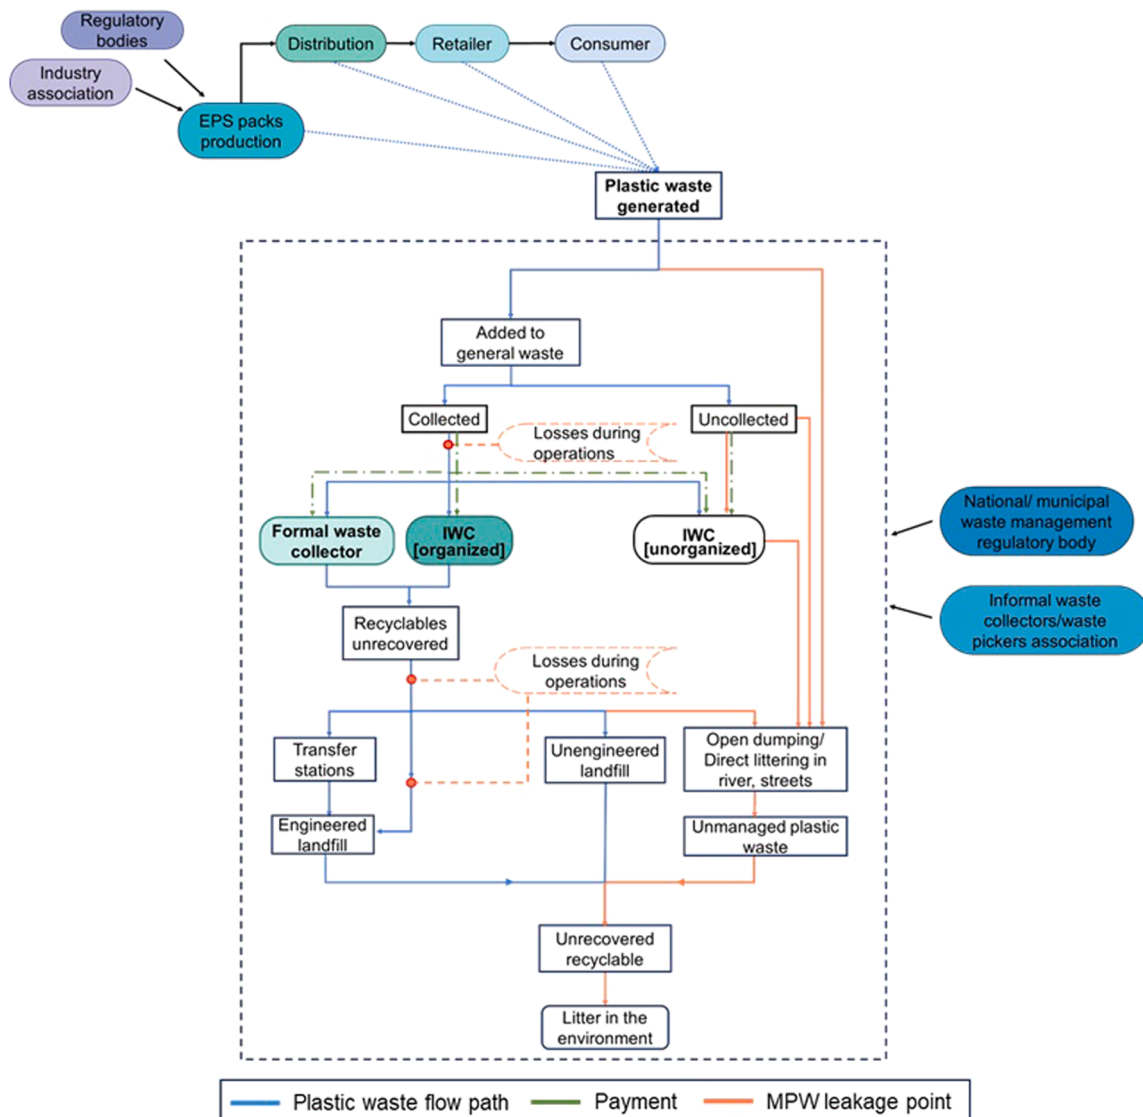 Regulatory
bodies
Industry
association
Distribution
Retailer
Consumer
EPS packs
production
Plastic waste
generated
Added to
general waste
Collected
Uncollected
Losses during
operations
Formal waste
collector
IWC
[organized]
IWC
[unorganized]
National/ municipal
waste management
regulatory body
Informal waste
collectors/waste
pickers association
Recyclables
unrecovered
Losses during
operations
Transfer
stations
Unengineered
landfill
Open dumping/
Direct littering in
river, streets
Engineered
landfill
Unmanaged plastic
waste
Unrecovered
recyclable
Litter in the
environment
Plastic waste flow path
Payment
MPW leakage point